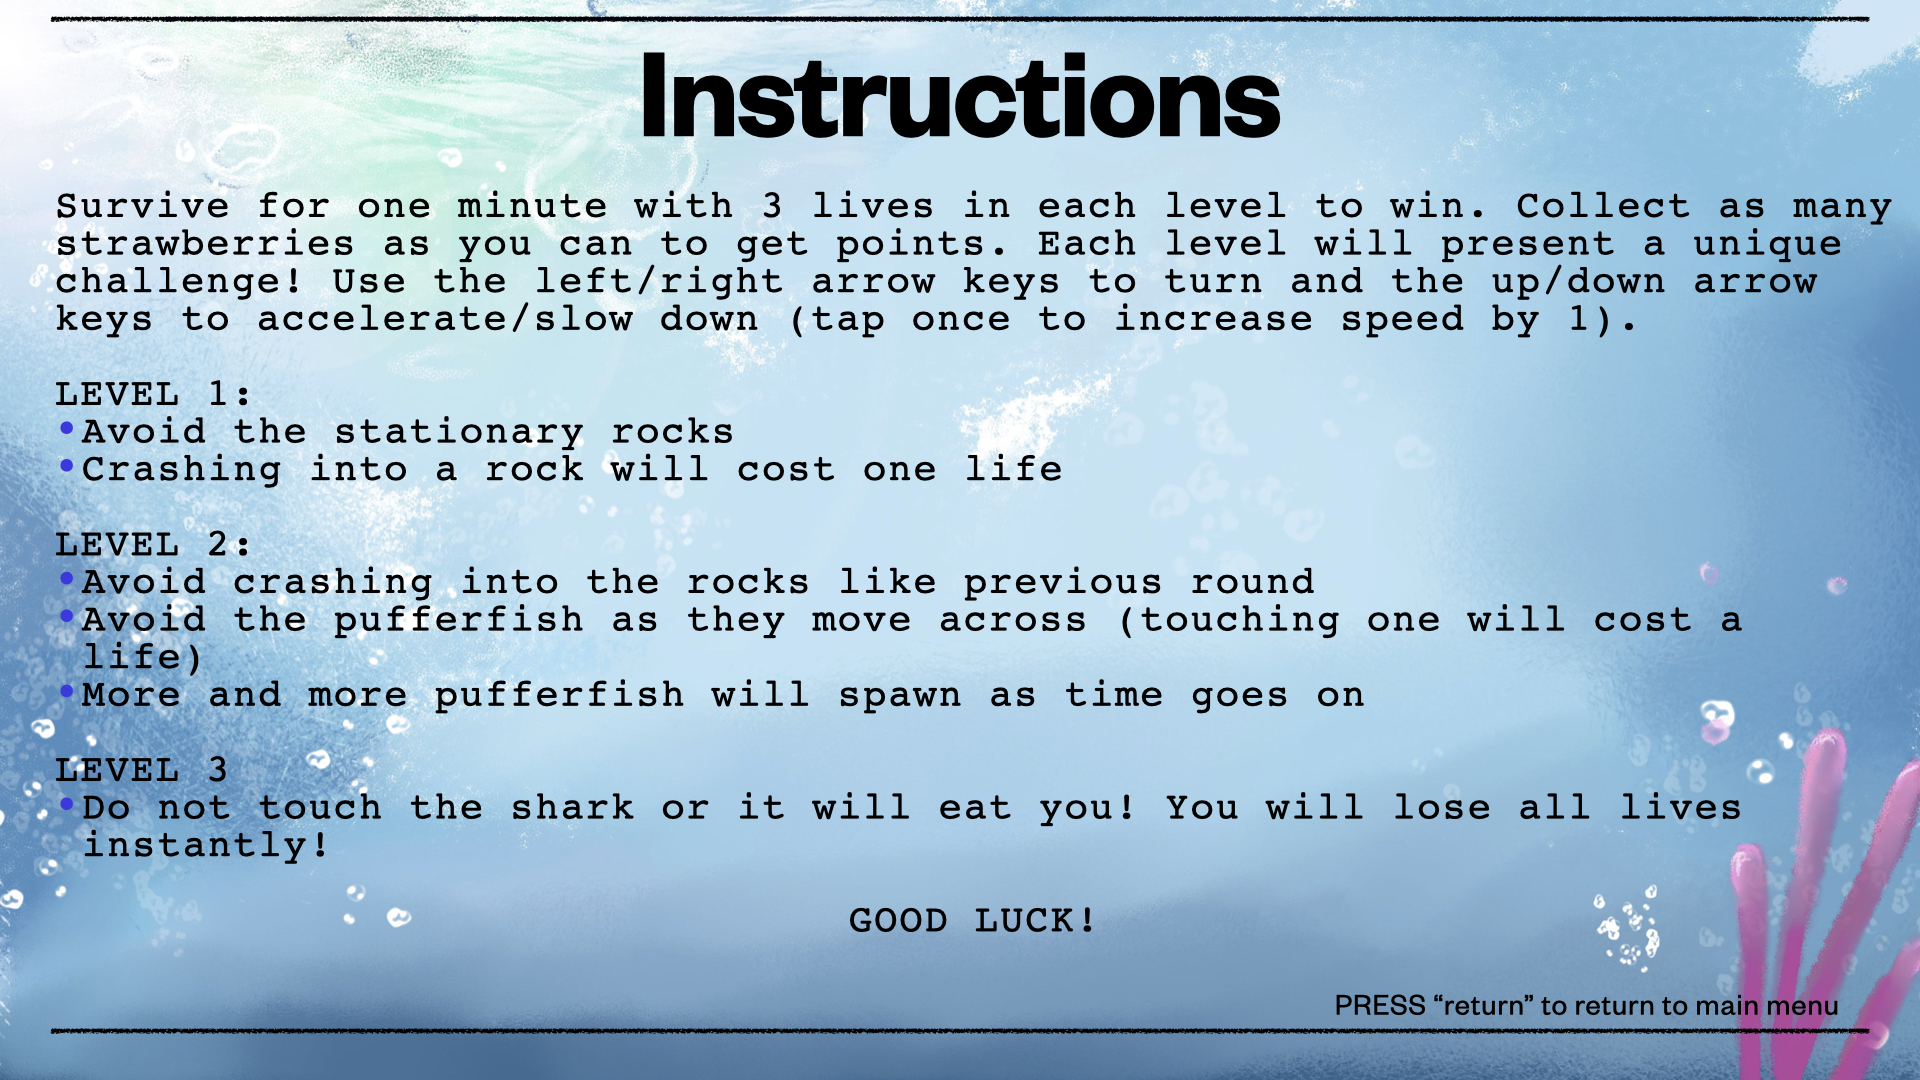 Instructions
Survive for one minute with 3 lives in each level to win. Collect as many
strawberries as you can to get points. Each level will present a unique
challenge! Use the left/right arrow keys to turn and the up/down arrow
keys to accelerate/slow down (tap once to increase speed by 1).
LEVEL 1:
•Avoid the stationary rocks
•Crashing into a rock will cost one life
LEVEL 2:
•Avoid crashing into the rocks like previous round
•Avoid the pufferfish as they move across (touching one will cost a
life)
•More and more pufferfish will spawn as time goes on
LEVEL 3
•Do not touch the shark or it will eat you! You will lose all lives
instantly!
GOOD LUCK!
PRESS “return” to return to main menu